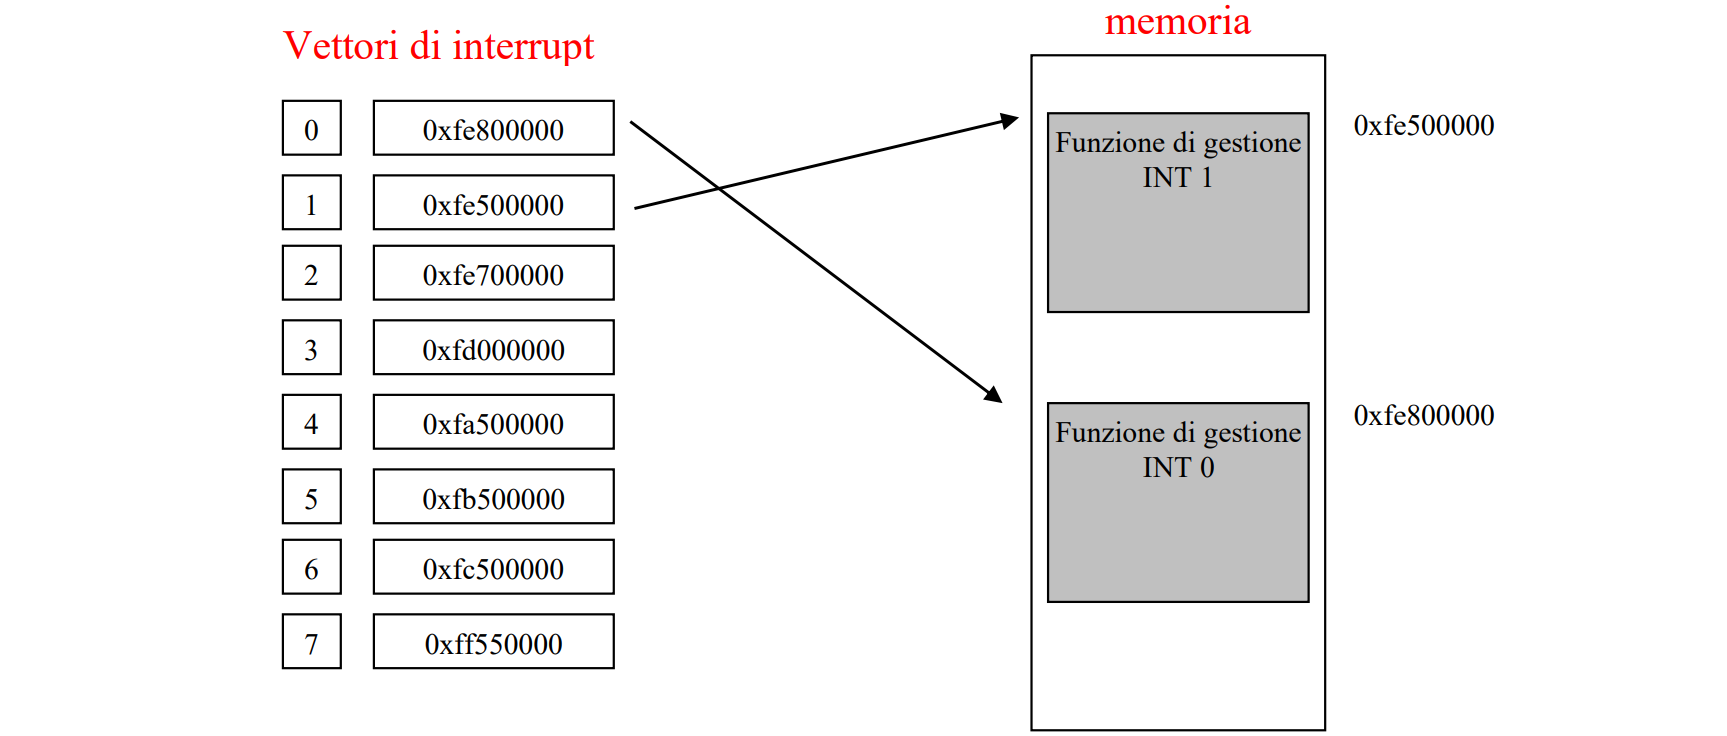 Vettori di interrupt
0 0xfe800000
1 0xfe500000
2 0xfe700000
3 0xfd000000
4 0xfa500000
5 0xfb500000
6 0xfc500000
7 0xff550000
memoria
Funzione di gestione
INT 1
0xfe500000
Funzione di gestione
INT 0
0xfe800000